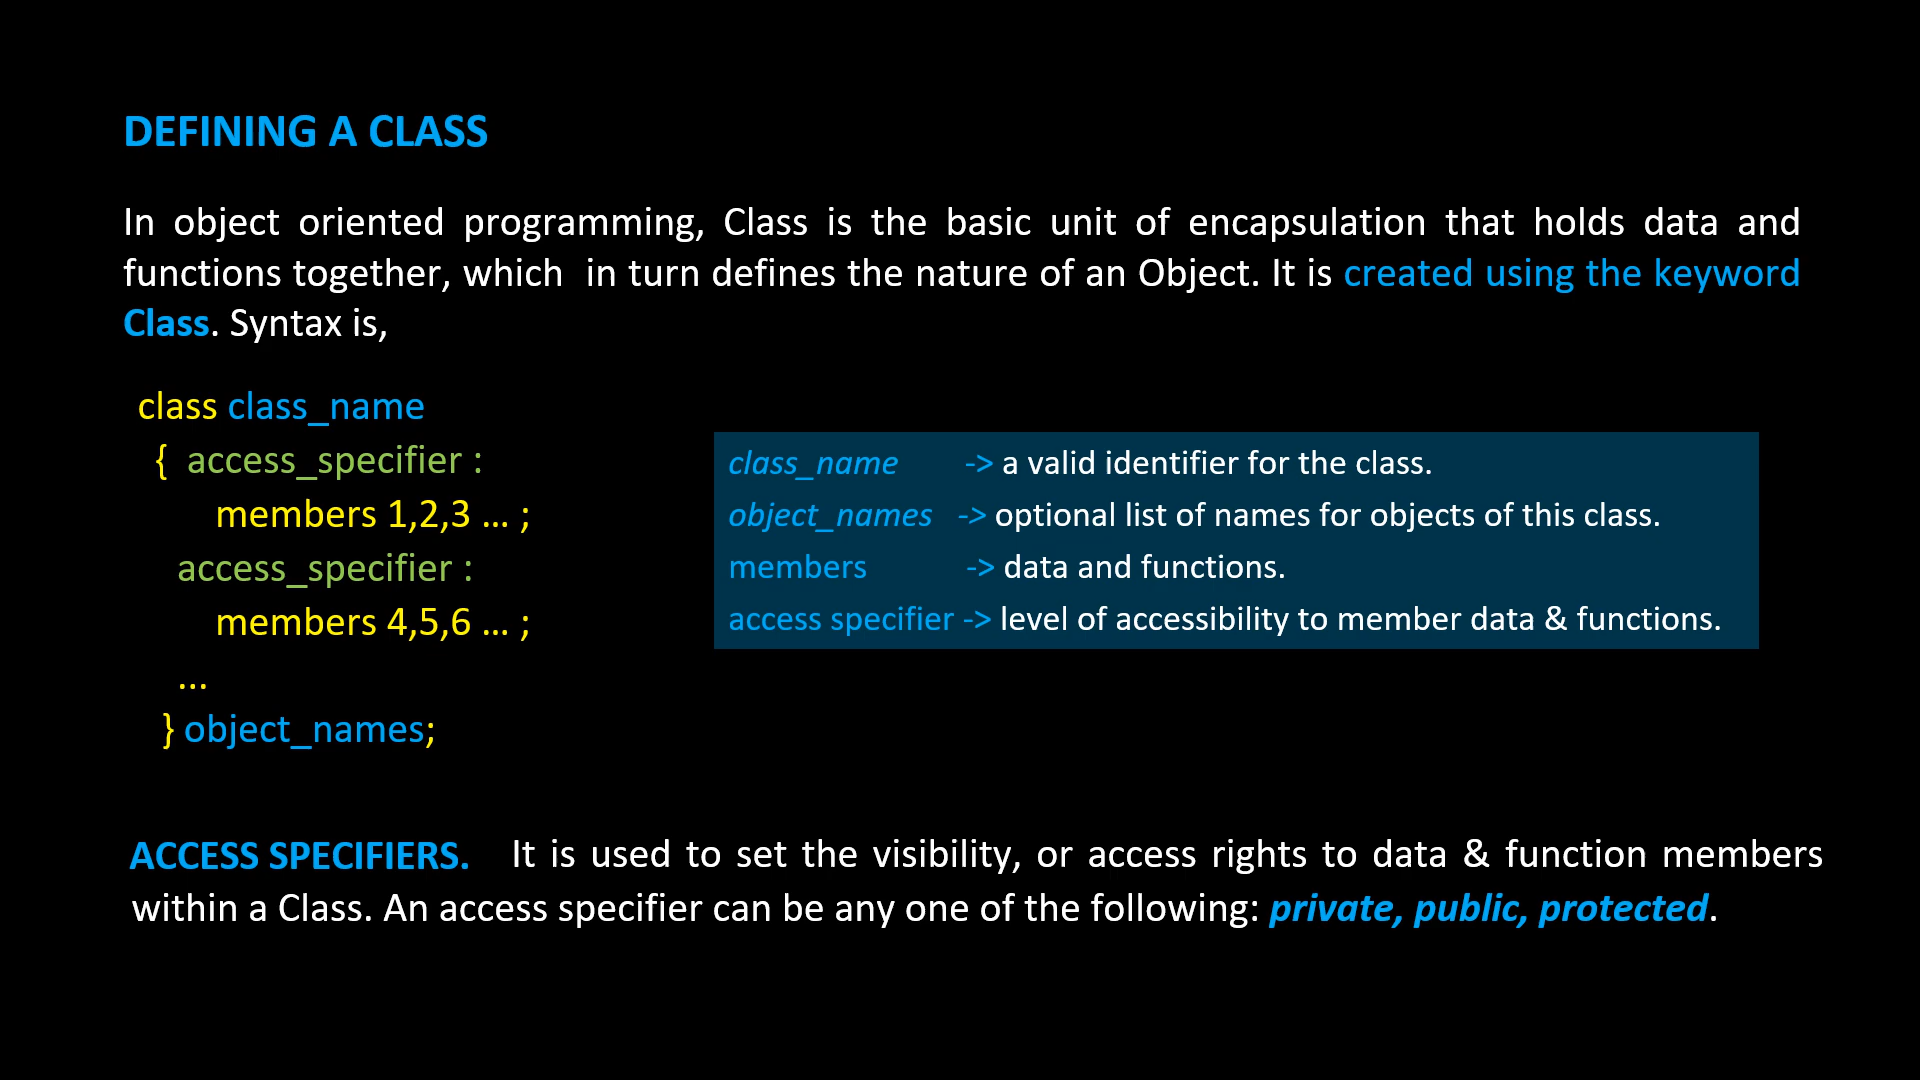 DEFINING A CLASS
In object oriented programming, Class is the basic unit of encapsulation that holds data and
functions together, which in turn defines the nature of an Object. It is created using the keyword
Class. Syntax is,
class class_name
{ access_specifier :
members 1,2,3 ... ;
access_specifier :
members 4,5,6 ... ;
...
} object_names;
class_name -> a valid identifier for the class.
object_names -> optional list of names for objects of this class.
members -> data and functions.
access specifier -> level of accessibility to member data & functions.
ACCESS SPECIFIERS. It is used to set the visibility, or access rights to data & function members
within a Class. An access specifier can be any one of the following: private, public, protected.